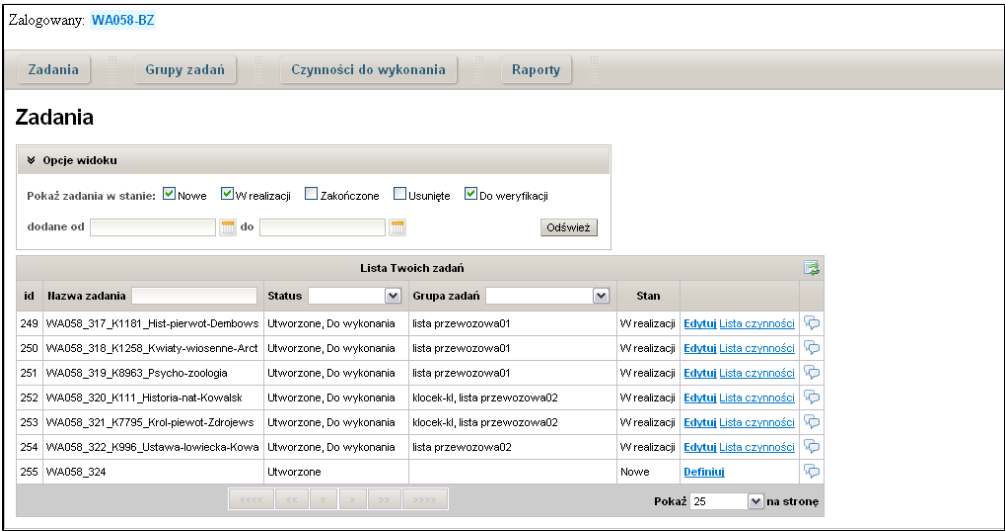 Zalogowany: WA058-BZ
Zadania Grupy zadań Czynności do wykonania Raporty
Zadania
Opcje widoku
Pokaż zadania w stanie: Nowe W realizacji Zakończone Usunięte Do weryfikacji
dodane od do Odśwież
Lista Twoich zadań
id Nazwa zadania Status Grupa zadań Stan
249 WA058_317_K1181_Hist-pierwot-Dembows Utworzone, Do wykonania lista przewozowa01 W realizacji Edytuj Lista czynności
250 WA058_318_K1258_Kwiaty-wiosenne-Arct Utworzone, Do wykonania lista przewozowa01 W realizacji Edytuj Lista czynności
251 WA058_319_K8963_Psycho-zoologia Utworzone, Do wykonania lista przewozowa01 W realizacji Edytuj Lista czynności
252 WA058_320_K111_Historia-nat-Kowalsk Utworzone, Do wykonania klocek-kl, lista przewozowa02 W realizacji Edytuj Lista czynności
253 WA058_321_K7795_Krol-piewot-Zdrojews Utworzone, Do wykonania klocek-kl, lista przewozowa02 W realizacji Edytuj Lista czynności
254 WA058_322_K996_Ustawa-lowiecka-Kowa Utworzone, Do wykonania lista przewozowa02 W realizacji Edytuj Lista czynności
255 WA058_324 Utworzone Nowe Definiuj
<<<< << < > >> >>>> Pokaż 25 na stronę